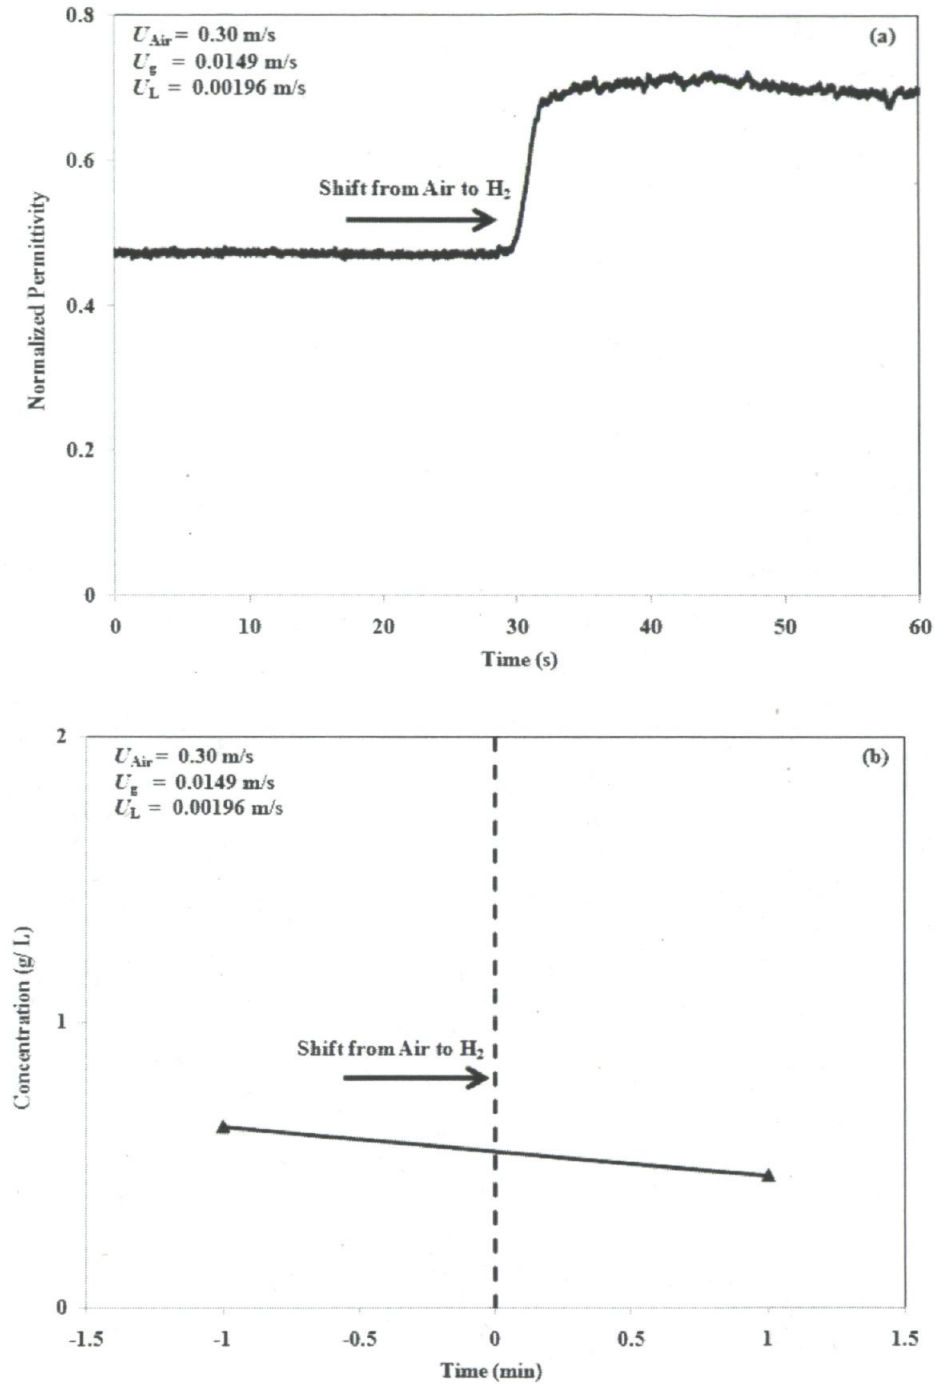 0.8
U_Air = 0.30 m/s
(a)
U_g = 0.0149 m/s
U_L = 0.00196 m/s
0.6
Shift from Air to H₂
Normalized Permittivity
0.4
0.2
0
0 10 20 30 40 50 60
Time (s)
2
U_Air = 0.30 m/s
(b)
U_g = 0.0149 m/s
U_L = 0.00196 m/s
Concentration (g/ L)
1
Shift from Air to H₂
0
-1.5 -1 -0.5 0 0.5 1 1.5
Time (min)